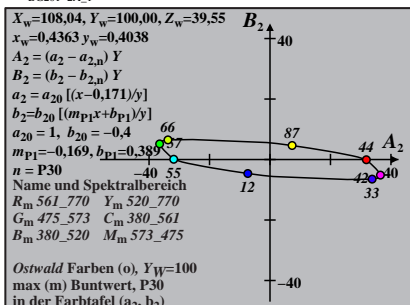 X_w=108,04, Y_w=100,00, Z_w=39,55
x_w=0,4363 y_w=0,4038
A_2 = (a_2 – a_2,n) Y
B_2 = (b_2 – b_2,n) Y
a_2 = a_20 [(x–0,171)/y]
b_2=b_20 [(m_P1x+b_P1)/y]
a_20 = 1, b_20 = –0,4
m_P1=–0,169, b_P1=0,389
n = P30
Name und Spektralbereich
R_m 561_770 Y_m 520_770
G_m 475_573 C_m 380_561
B_m 380_520 M_m 573_475
Ostwald Farben (o), Y_W=100
max (m) Buntwert, P30
in der Farbtafel (a_2, b_2)
B_2
40
A_2
66
87
44
–40
55
12
42
40
33
–40